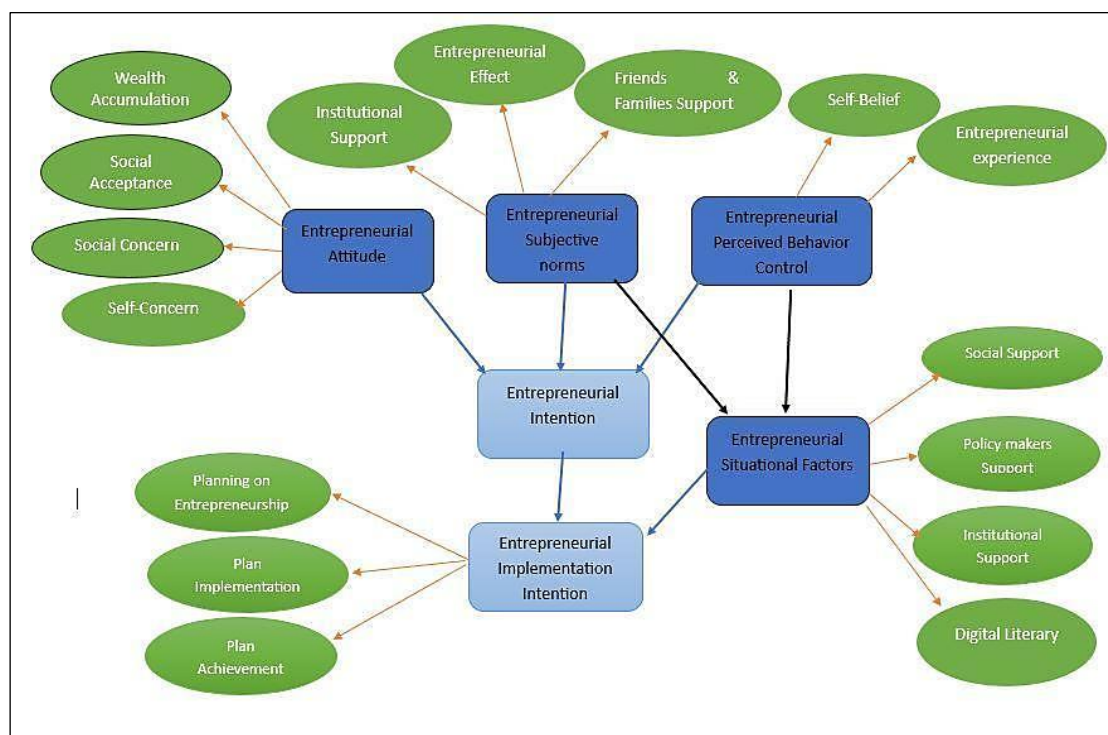 Wealth
Accumulation
Social
Acceptance
Social Concern
Self-Concern
Institutional
Support
Entrepreneurial
Effect
Friends &
Families Support
Self-Belief
Entrepreneurial
experience
Entrepreneurial
Attitude
Entrepreneurial
Subjective
norms
Entrepreneurial
Perceived Behavior
Control
Entrepreneurial
Intention
Entrepreneurial
Situational Factors
Social Support
Policy makers
Support
Institutional
Support
Digital Literary
Planning on
Entrepreneurship
Plan
Implementation
Plan
Achievement
Entrepreneurial
Implementation
Intention